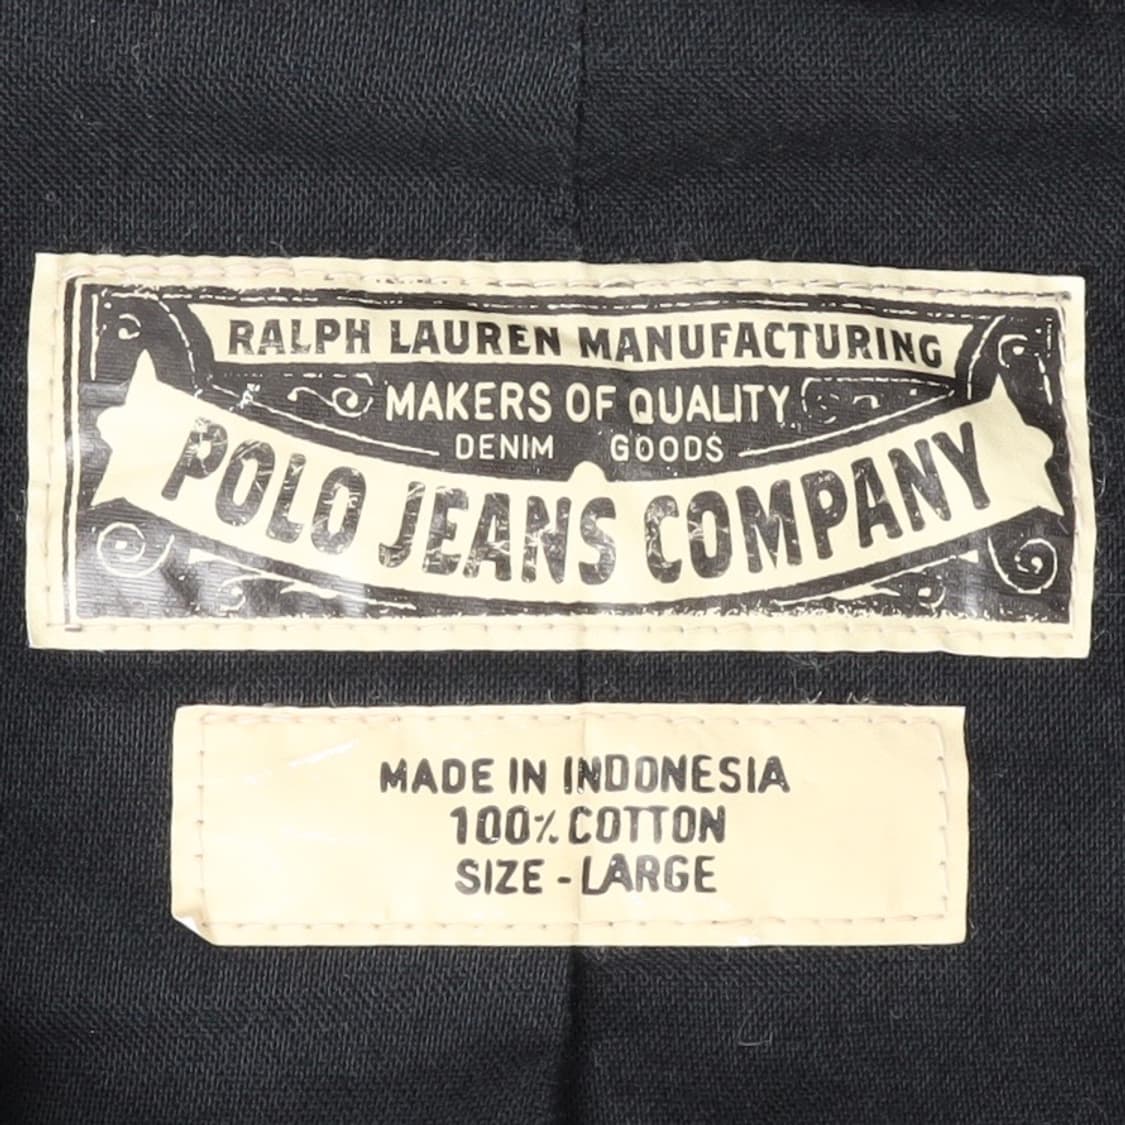 RALPH LAUREN MANUFACTURING
MAKERS OF QUALITY
DENIM GOODS
POLO JEANS COMPANY
MADE IN INDONESIA
100% COTTON
SIZE - LARGE